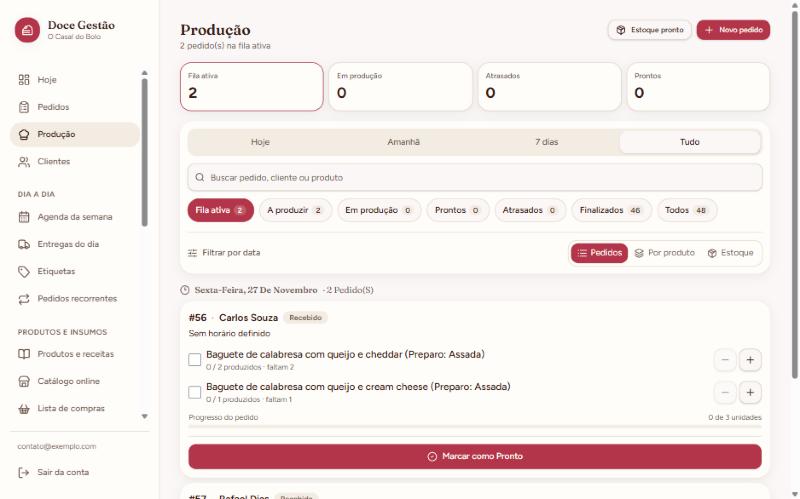 Doce Gestão
O Casal do Bolo
Hoje
Pedidos
Produção
Clientes
DIA A DIA
Agenda da semana
Entregas do dia
Etiquetas
Pedidos recorrentes
PRODUTOS E INSUMOS
Produtos e receitas
Catálogo online
Lista de compras
contato@exemplo.com
Sair da conta
Produção
2 pedido(s) na fila ativa
Estoque pronto
Novo pedido
Fila ativa
2
Em produção
0
Atrasados
0
Prontos
0
Hoje
Amanhã
7 dias
Tudo
Buscar pedido, cliente ou produto
Fila ativa 2
A produzir 2
Em produção 0
Prontos 0
Atrasados 0
Finalizados 46
Todos 48
Filtrar por data
Pedidos
Por produto
Estoque
Sexta-Feira, 27 De Novembro · 2 Pedido(S)
#56 · Carlos Souza Recebido
Sem horário definido
Baguete de calabresa com queijo e cheddar (Preparo: Assada)
0 / 2 produzidos · faltam 2
Baguete de calabresa com queijo e cream cheese (Preparo: Assada)
0 / 1 produzidos · faltam 1
Progresso do pedido
0 de 3 unidades
Marcar como Pronto
#57 · Rafael Dias Recebido